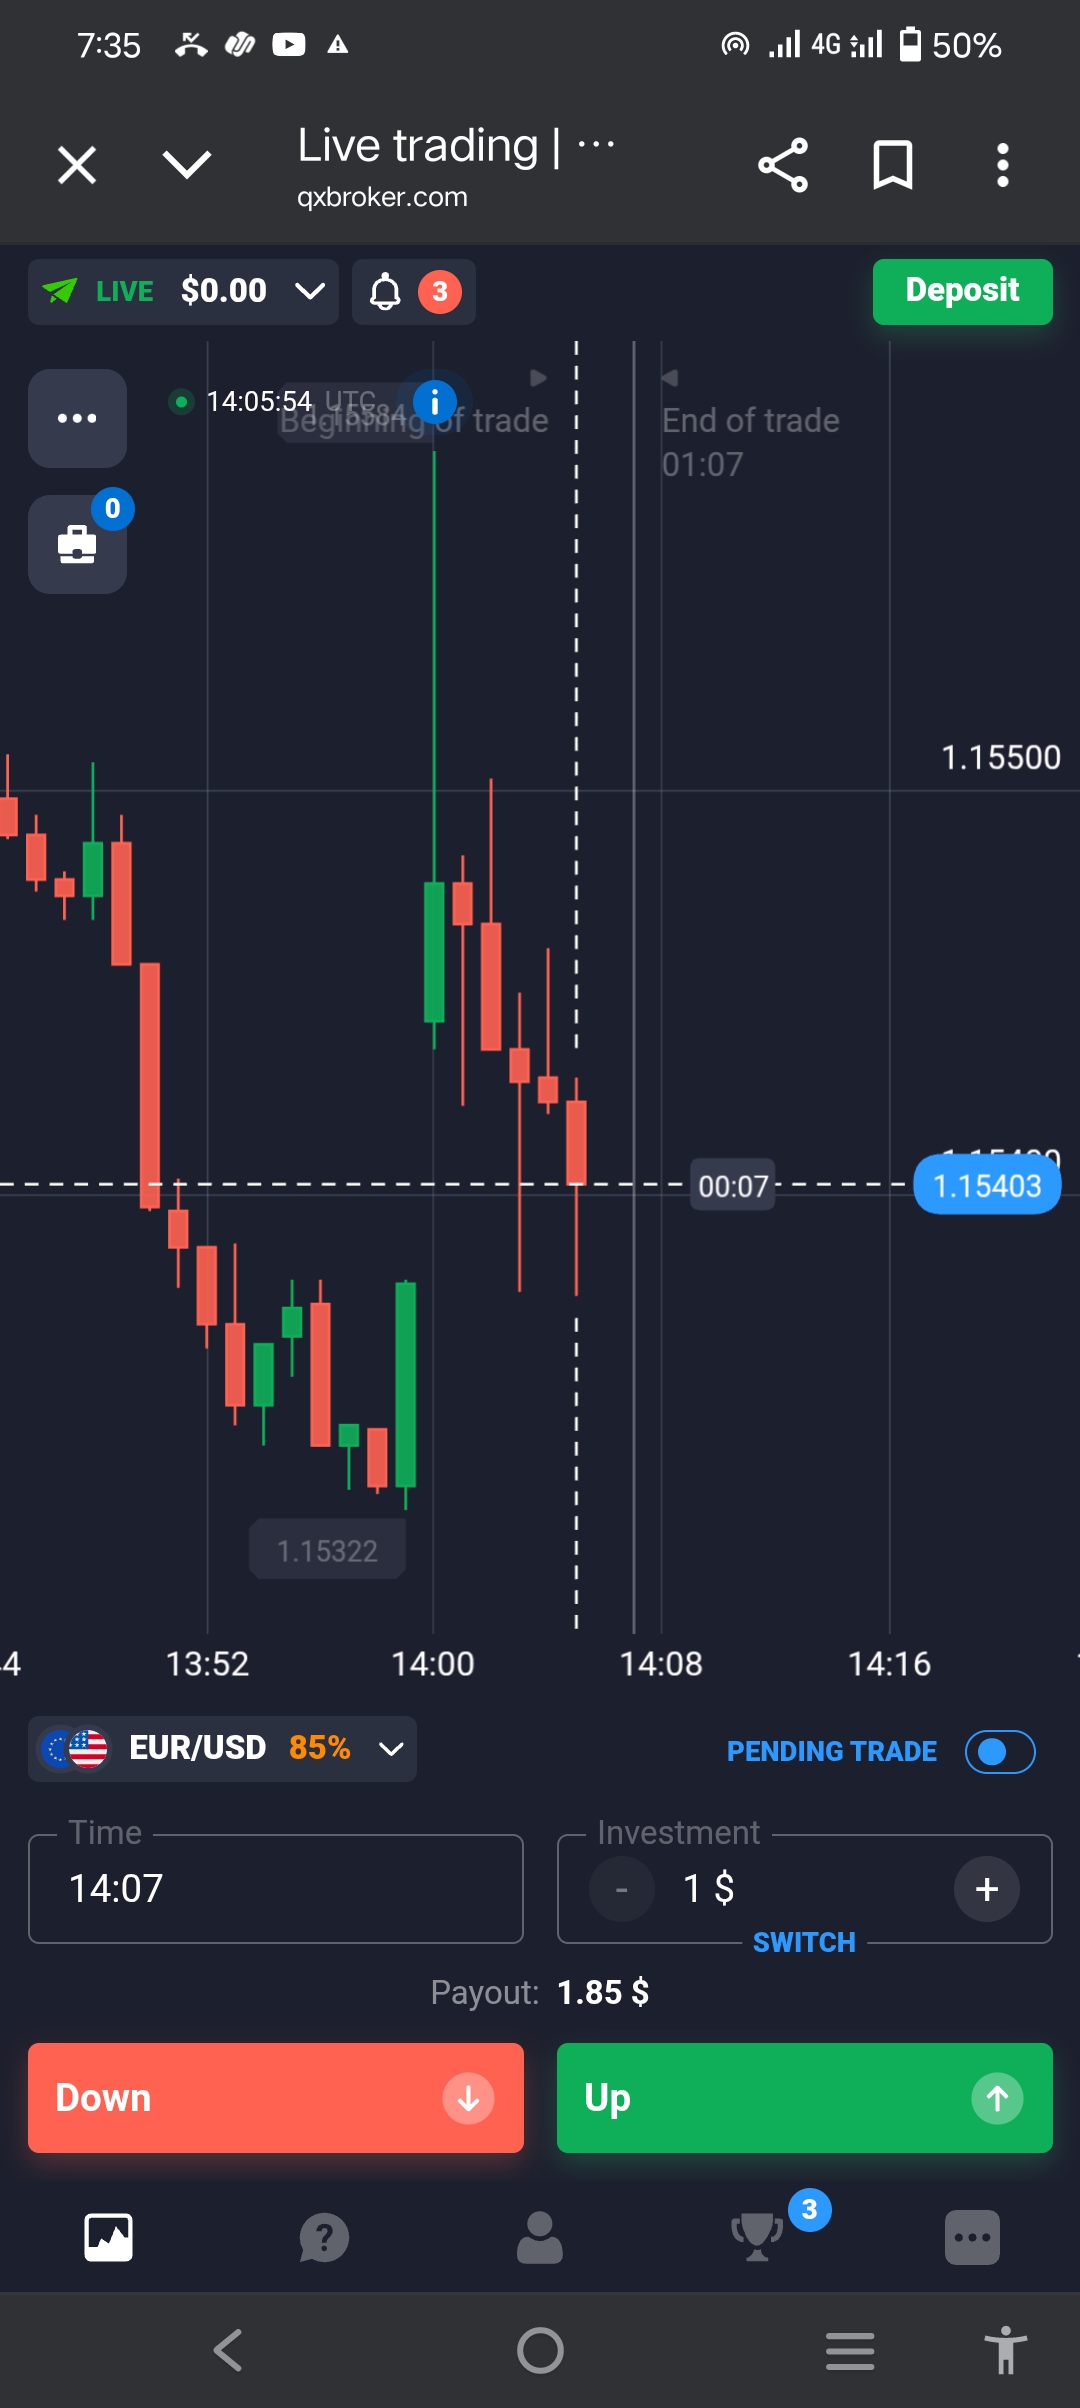 7:35
4G
50%
Live trading | ...
qxbroker.com
LIVE $0.00
3
Deposit
14:05:54 UTC
1.15584
Beginning of trade
End of trade
01:07
0
1.15500
00:07
1.15403
1.15322
13:52
14:00
14:08
14:16
EUR/USD 85%
PENDING TRADE
Time
14:07
Investment
- 1 $ +
SWITCH
Payout: 1.85 $
Down
Up
3